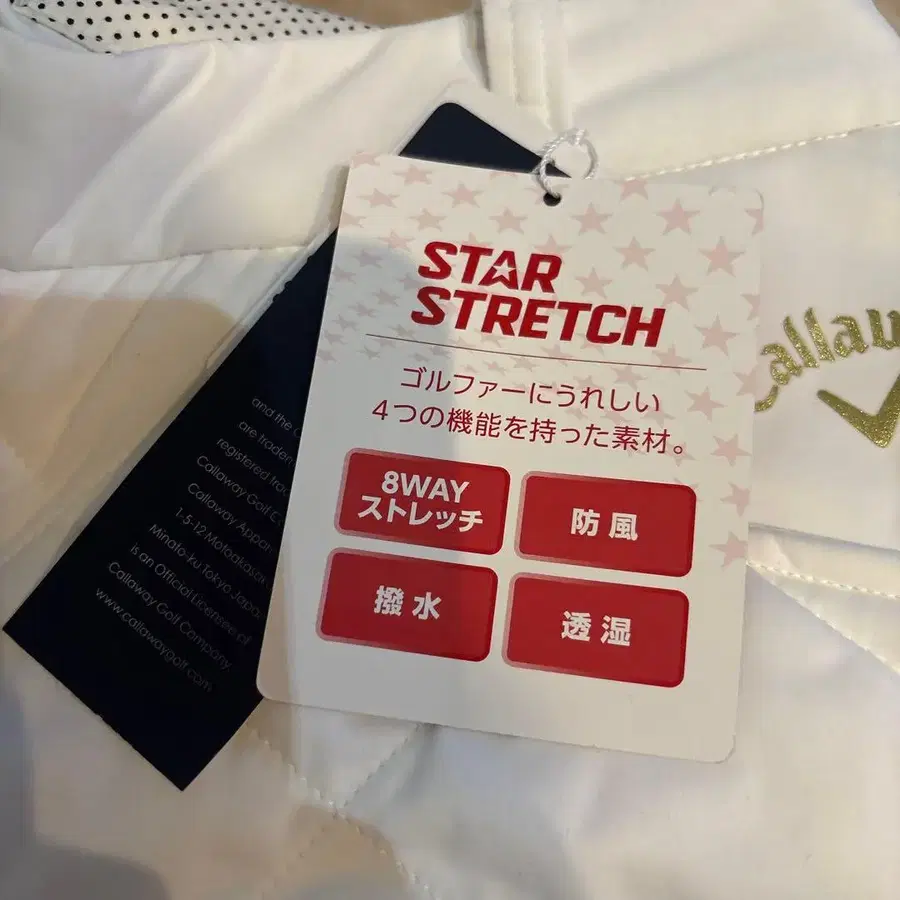 STAR
STRETCH
ゴルファーにうれしい
4つの機能を持った素材。
8WAY
ストレッチ
防風
撥水
透湿
and the
are tradem
registered trad
Callaway Golf C
Callaway Appar
1-5-12Motoakasa
Minato-ku Tokyo Japa
is an Official Licensee of
Callaway Golf Company
www.callawaygolf.com
Callaw